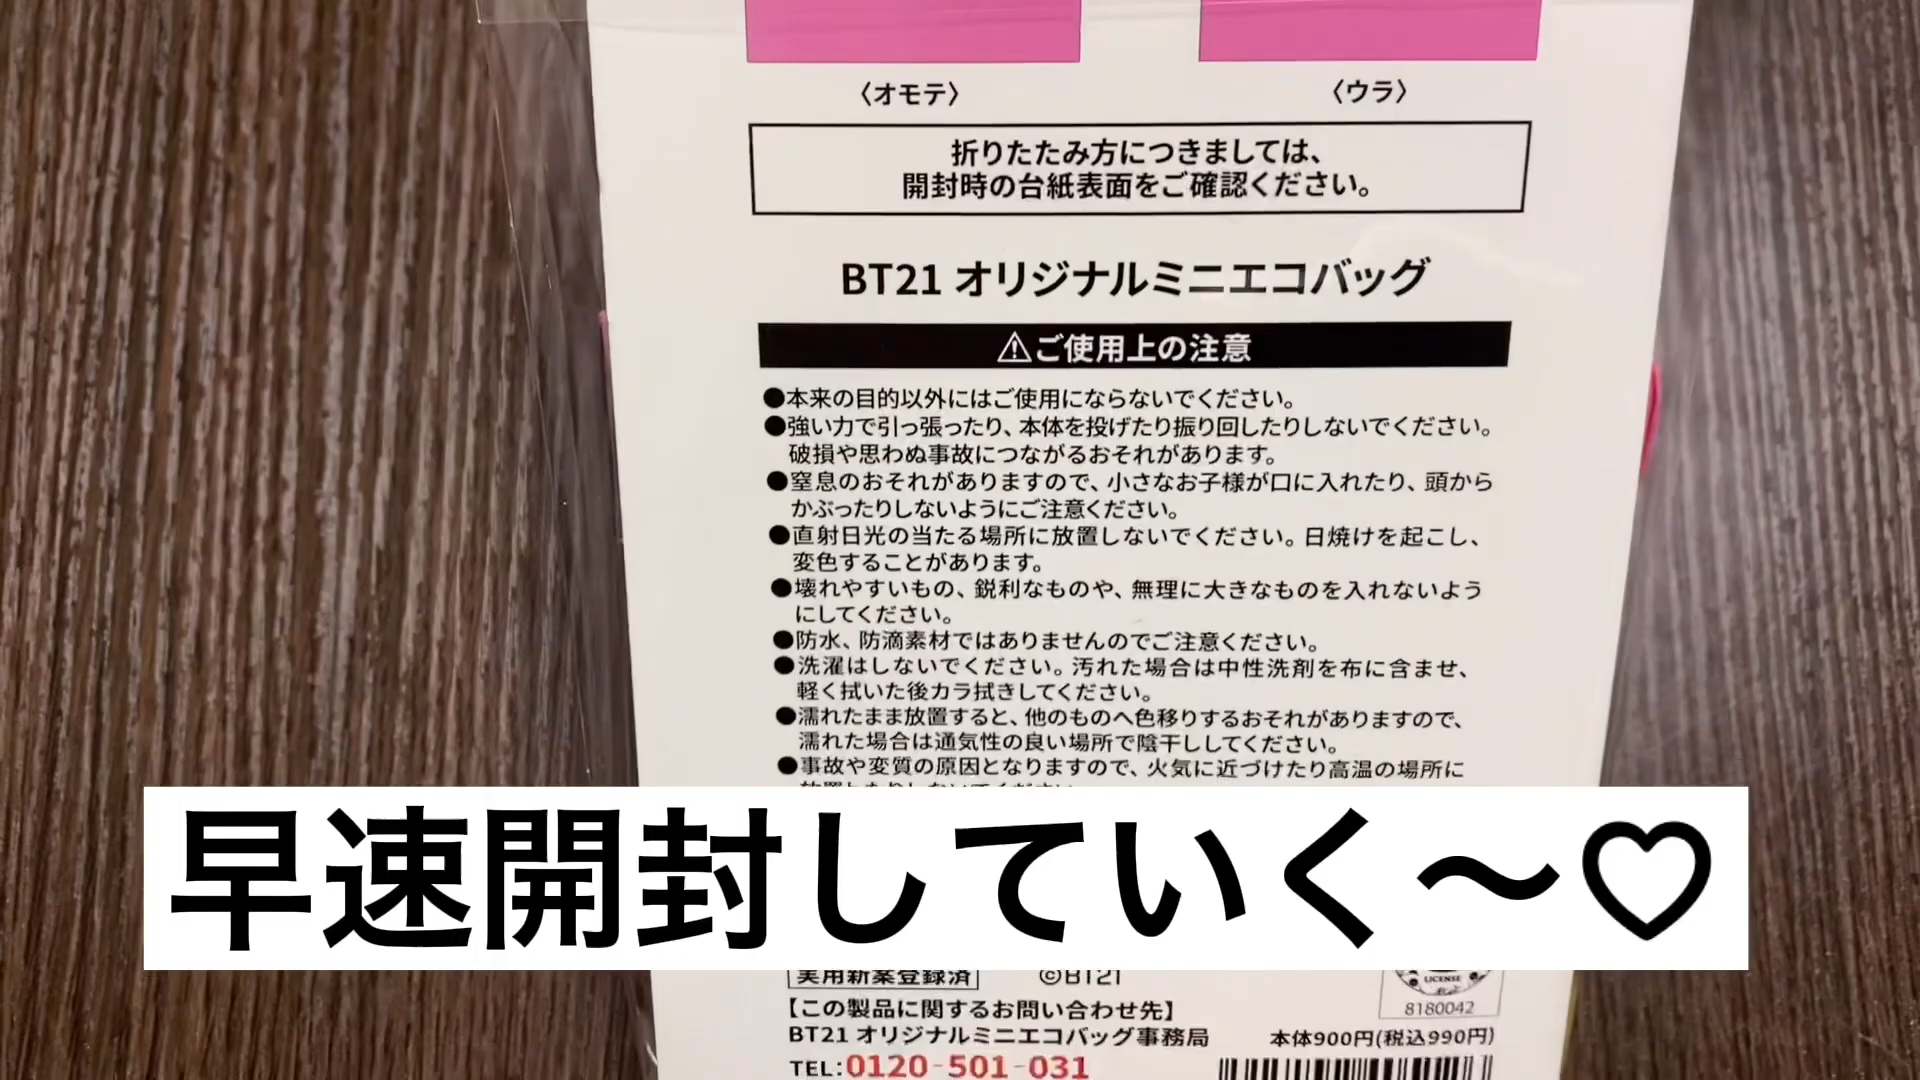 〈オモテ〉
〈ウラ〉
折りたたみ方につきましては、
開封時の台紙表面をご確認ください。
BT21 オリジナルミニエコバッグ
⚠ご使用上の注意
●本来の目的以外にはご使用にならないでください。
●強い力で引っ張ったり、本体を投げたり振り回したりしないでください。
破損や思わぬ事故につながるおそれがあります。
●窒息のおそれがありますので、小さなお子様が口に入れたり、頭から
かぶったりしないようにご注意ください。
●直射日光の当たる場所に放置しないでください。日焼けを起こし、
変色することがあります。
●壊れやすいもの、鋭利なものや、無理に大きなものを入れないよう
にしてください。
●防水、防滴素材ではありませんのでご注意ください。
●洗濯はしないでください。汚れた場合は中性洗剤を布に含ませ、
軽く拭いた後カラ拭きしてください。
●濡れたまま放置すると、他のものへ色移りするおそれがありますので、
濡れた場合は通気性の良い場所で陰干ししてください。
●事故や変質の原因となりますので、火気に近づけたり高温の場所に
早速開封していく〜♡
実用新案登録済
©BT21
LICENSE
8180042
【この製品に関するお問い合わせ先】
BT21 オリジナルミニエコバッグ事務局
本体900円(税込990円)
TEL:0120-501-031